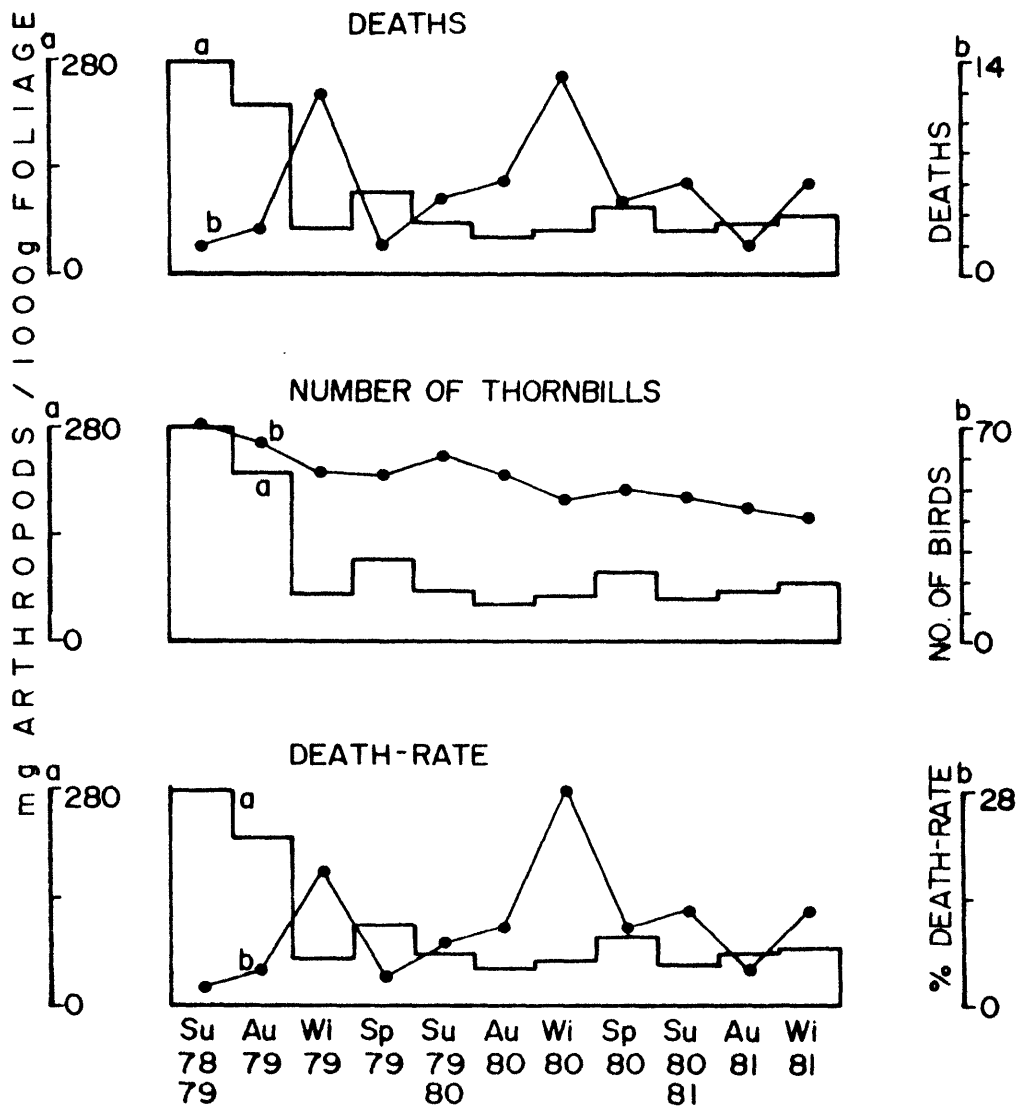 mg ARTHROPODS / 1000g FOLIAGE
DEATHS
a
280
0
a
b
b
14
0
DEATHS
NUMBER OF THORNBILLS
a
280
0
b
a
b
70
0
NO. OF BIRDS
DEATH-RATE
a
280
0
a
b
b
28
0
% DEATH-RATE
Su Au Wi Sp Su Au Wi Sp Su Au Wi
78 79 79 79 79 80 80 80 80 81 81
79 80 81